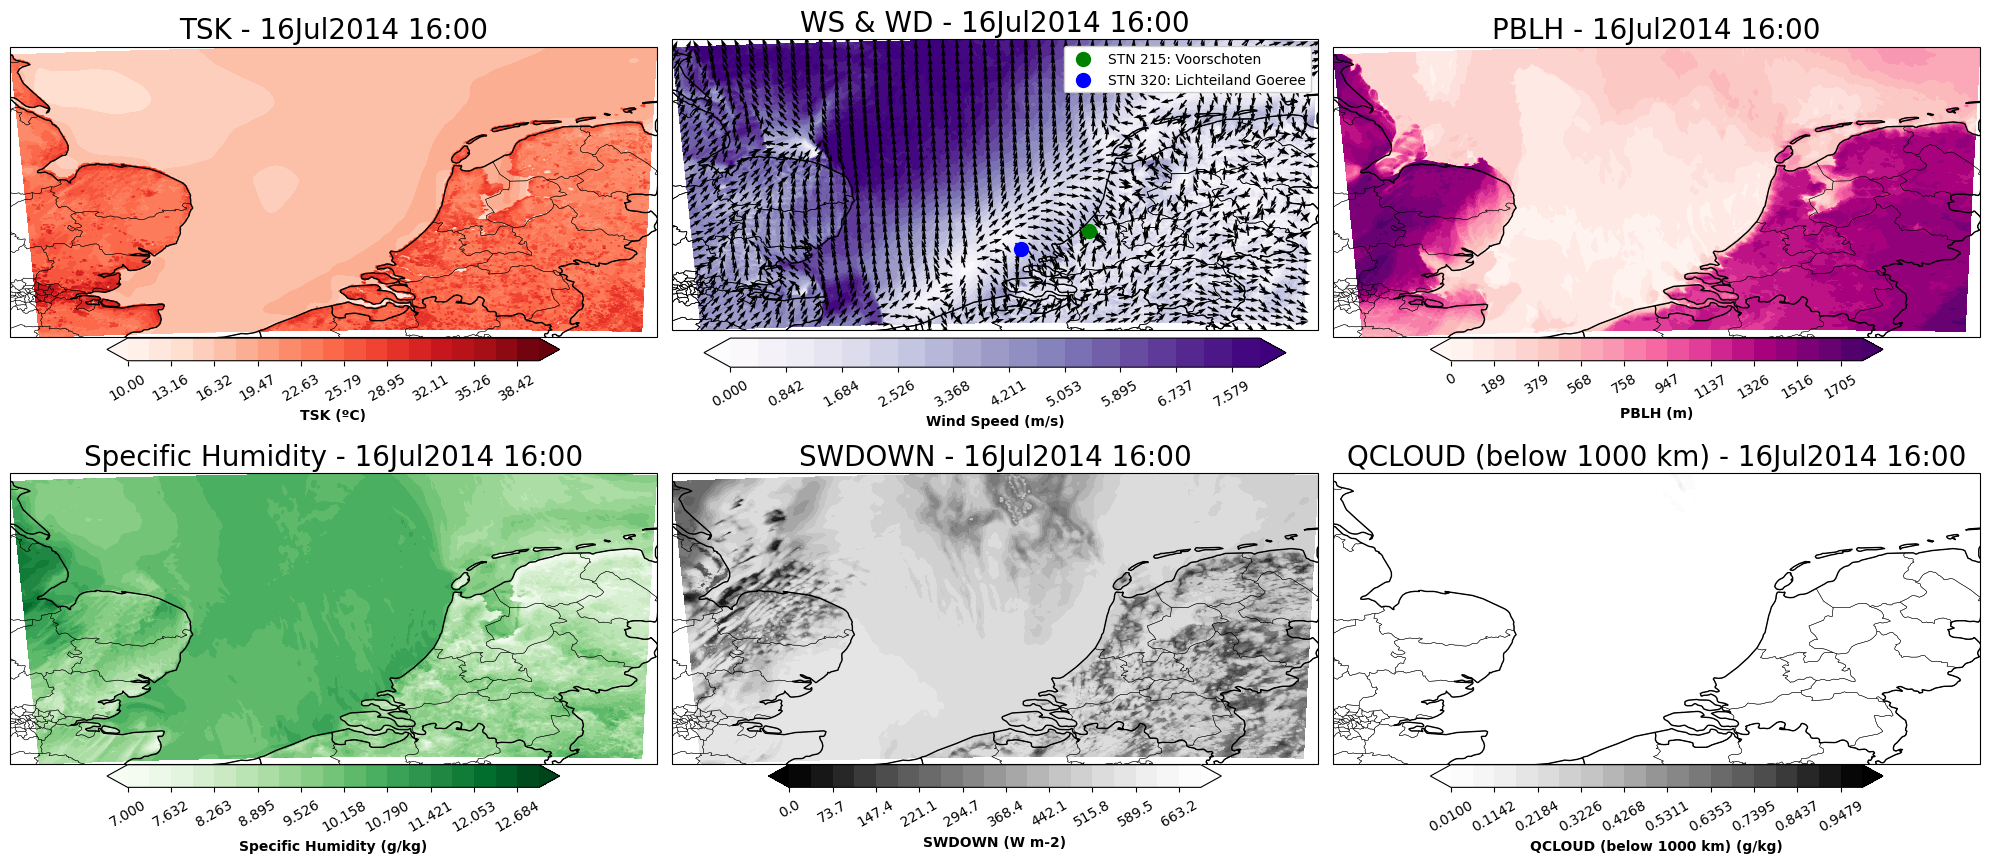 TSK - 16Jul2014 16:00
10.00 13.16 16.32 19.47 22.63 25.79 28.95 32.11 35.26 38.42
TSK (ºC)
WS & WD - 16Jul2014 16:00
STN 215: Voorschoten
STN 320: Lichteiland Goeree
0.000 0.842 1.684 2.526 3.368 4.211 5.053 5.895 6.737 7.579
Wind Speed (m/s)
PBLH - 16Jul2014 16:00
0 189 379 568 758 947 1137 1326 1516 1705
PBLH (m)
Specific Humidity - 16Jul2014 16:00
7.000 7.632 8.263 8.895 9.526 10.158 10.790 11.421 12.053 12.684
Specific Humidity (g/kg)
SWDOWN - 16Jul2014 16:00
0.0 73.7 147.4 221.1 294.7 368.4 442.1 515.8 589.5 663.2
SWDOWN (W m-2)
QCLOUD (below 1000 km) - 16Jul2014 16:00
0.0100 0.1142 0.2184 0.3226 0.4268 0.5311 0.6353 0.7395 0.8437 0.9479
QCLOUD (below 1000 km) (g/kg)